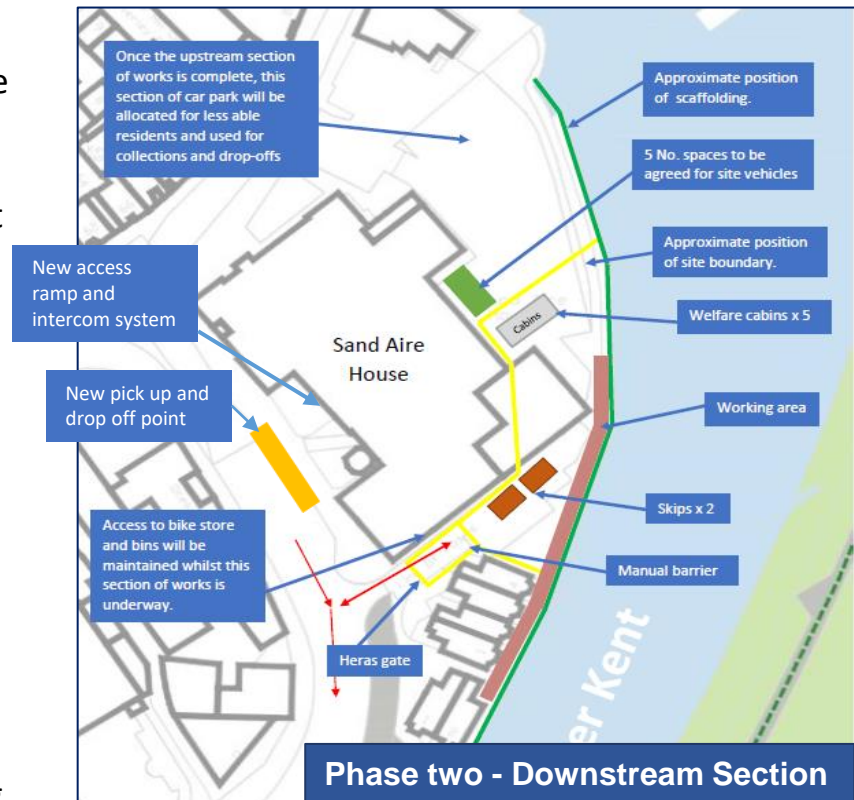 Once the upstream section
of works is complete, this
section of car park will be
allocated for less able
residents and used for
collections and drop-offs
Approximate position
of scaffolding.
5 No. spaces to be
agreed for site vehicles
Approximate position
of site boundary.
New access
ramp and
intercom system
Cabins
Welfare cabins x 5
Sand Aire
House
New pick up and
drop off point
Working area
Skips x 2
Access to bike store
and bins will be
maintained whilst this
section of works is
underway.
Manual barrier
Heras gate
er Kent
Phase two - Downstream Section